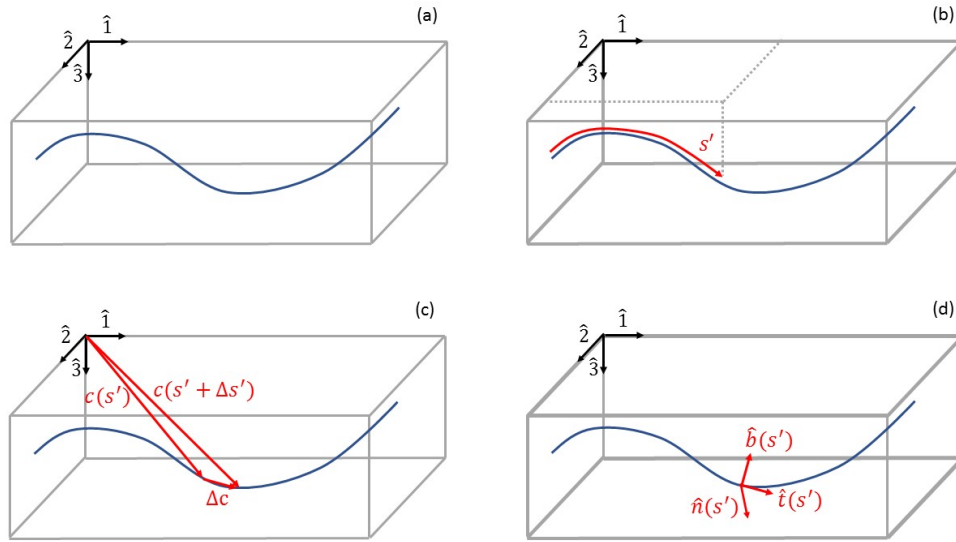 (a)
1̂
2̂
3̂
(b)
1̂
2̂
3̂
s′
(c)
1̂
2̂
3̂
c(s′)
c(s′ + Δs′)
Δc
(d)
1̂
2̂
3̂
b̂(s′)
n̂(s′)
t̂(s′)